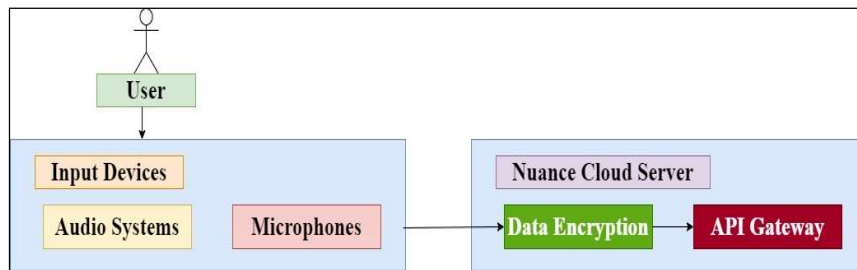 User
Input Devices
Audio Systems
Microphones
Nuance Cloud Server
Data Encryption
API Gateway